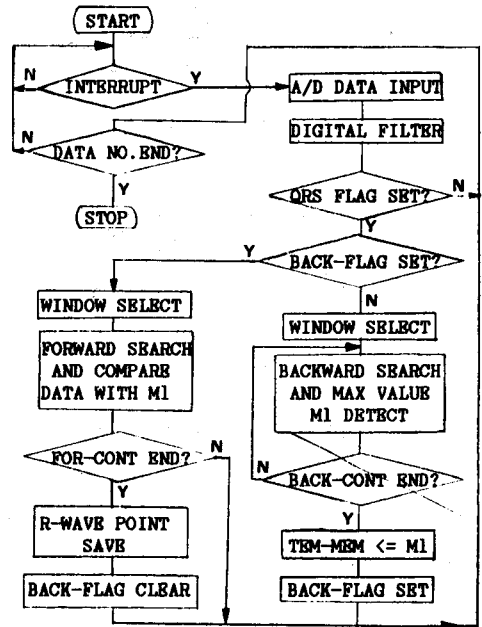 START
N
INTERRUPT
Y
A/D DATA INPUT
DIGITAL FILTER
N
DATA NO.END?
Y
STOP
QRS FLAG SET?
N
Y
Y
BACK-FLAG SET?
N
WINDOW SELECT
FORWARD SEARCH
AND COMPARE
DATA WITH M1
FOR-CONT END?
N
Y
R-WAVE POINT
SAVE
BACK-FLAG CLEAR
WINDOW SELECT
BACKWARD SEARCH
AND MAX VALUE
M1 DETECT
N
BACK-CONT END?
Y
TEM-MEM <= M1
BACK-FLAG SET